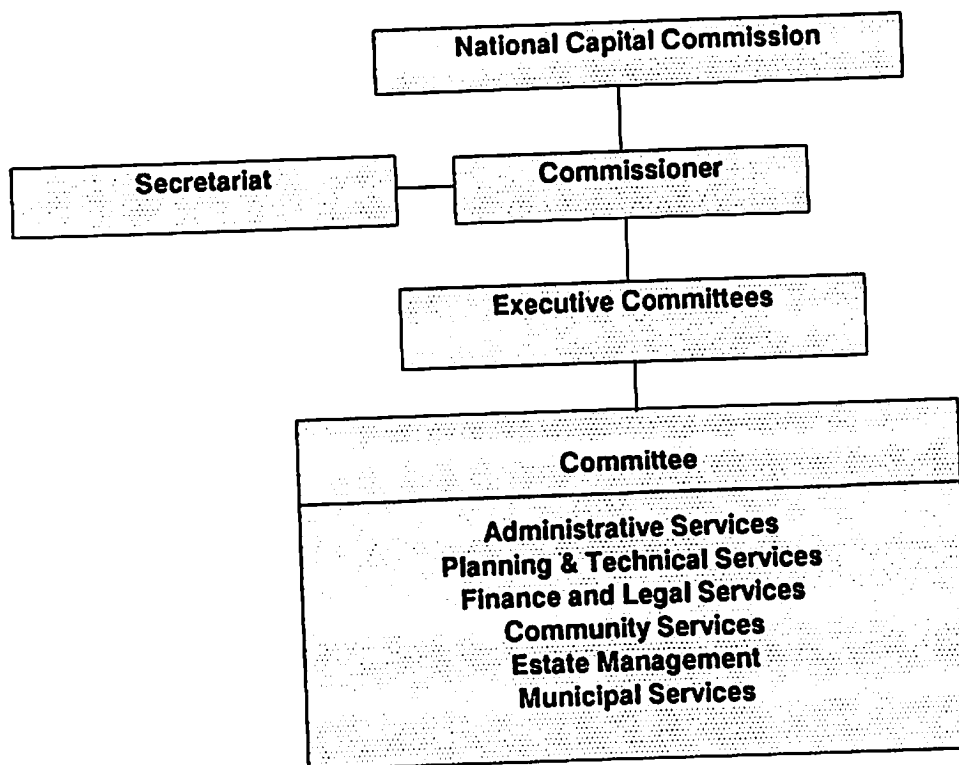 National Capital Commission
Secretariat
Commissioner
Executive Committees
Committee
Administrative Services
Planning & Technical Services
Finance and Legal Services
Community Services
Estate Management
Municipal Services